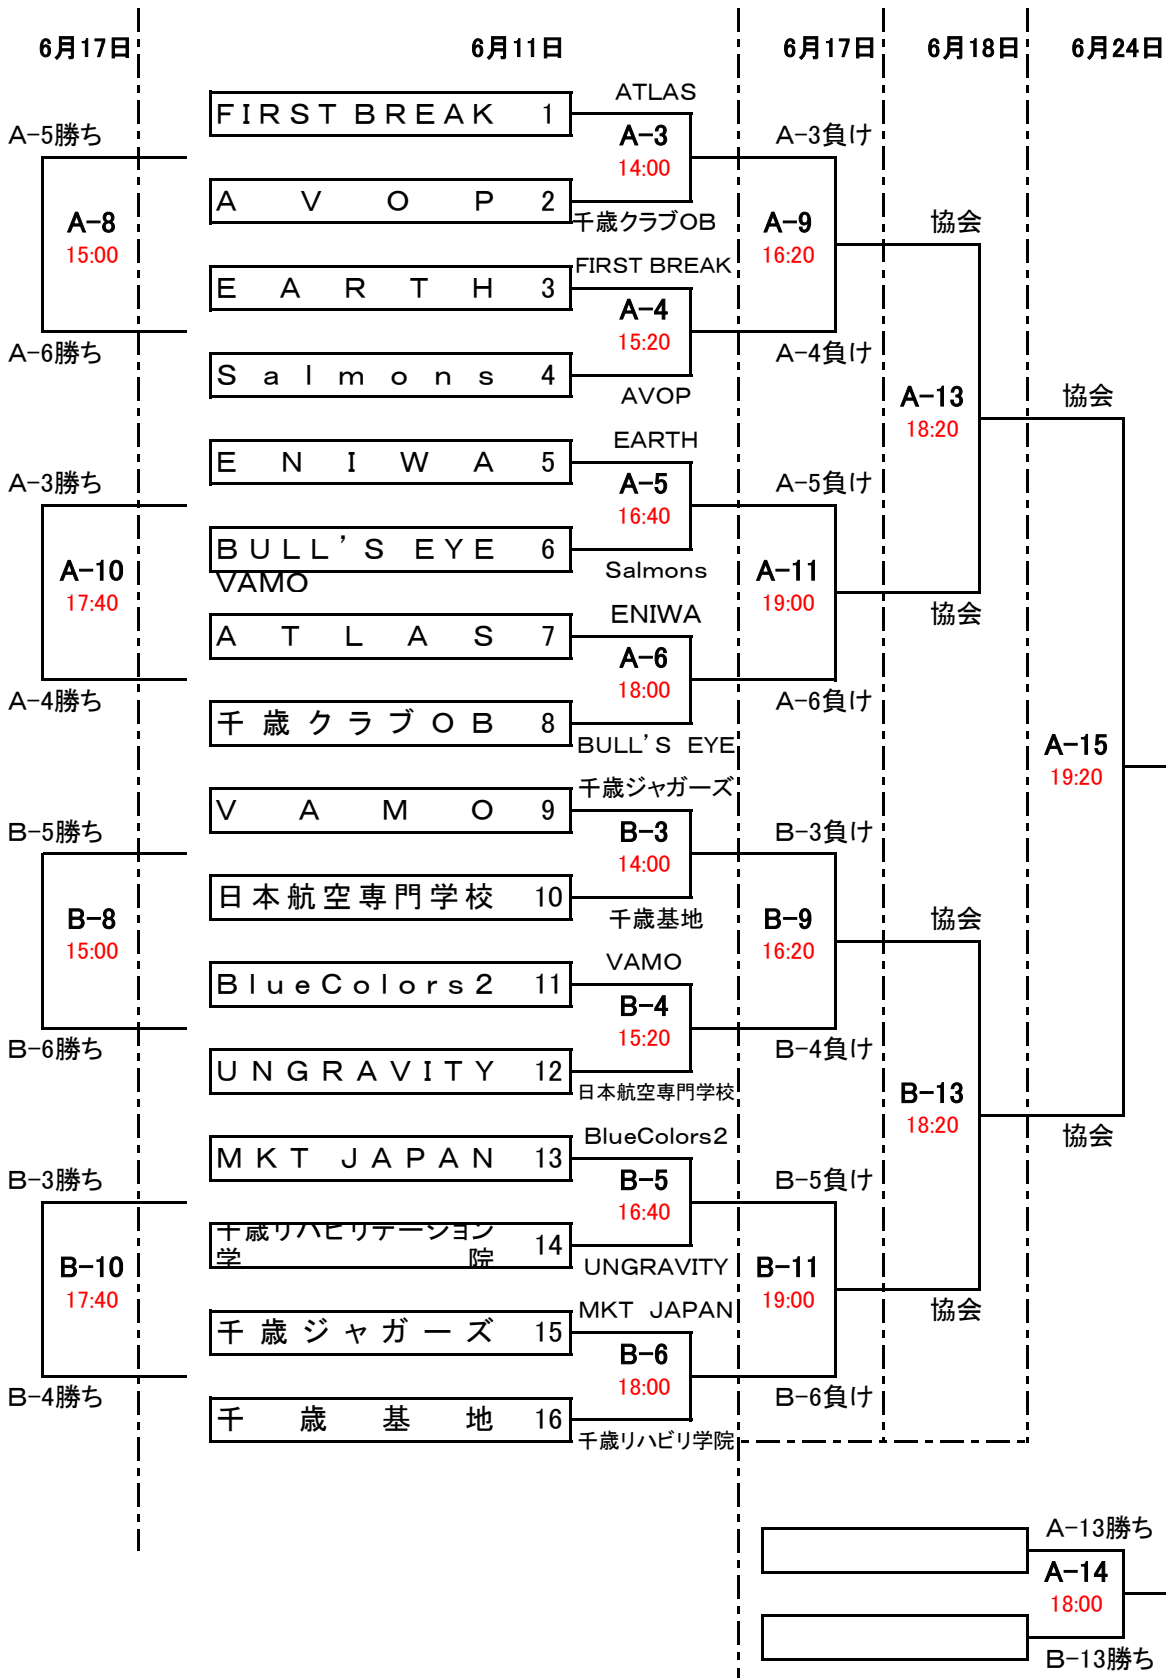 6月17日 6月11日 6月17日 6月18日 6月24日
ATLAS
FIRST BREAK 1
A-5勝ち A-3 A-3負け
14:00
AVOP 2
A-8 千歳クラブOB A-9 協会
15:00 16:20
FIRST BREAK
EARTH 3
A-4
A-6勝ち 15:20 A-4負け
Salmons 4
AVOP A-13 協会
18:20
EARTH
ENIWA 5
A-3勝ち A-5 A-5負け
16:40
BULL'S EYE 6
A-10 Salmons A-11
VAMO
17:40 19:00
ENIWA 協会
ATLAS 7
A-6
A-4勝ち 18:00 A-6負け
千歳クラブOB 8
BULL'S EYE A-15
19:20
千歳ジャガーズ
VAMO 9
B-5勝ち B-3 B-3負け
14:00
日本航空専門学校 10
B-8 千歳基地 B-9 協会
15:00 16:20
VAMO
BlueColors2 11
B-4
B-6勝ち 15:20 B-4負け
UNGRAVITY 12
日本航空専門学校 B-13
18:20
BlueColors2 協会
MKT JAPAN 13
B-3勝ち B-5 B-5負け
16:40
千歳リハビリテーション
学院 14
B-10 UNGRAVITY B-11
17:40 19:00
MKT JAPAN 協会
千歳ジャガーズ 15
B-6
B-4勝ち 18:00 B-6負け
千歳基地 16
千歳リハビリ学院
A-13勝ち
A-14
18:00
B-13勝ち